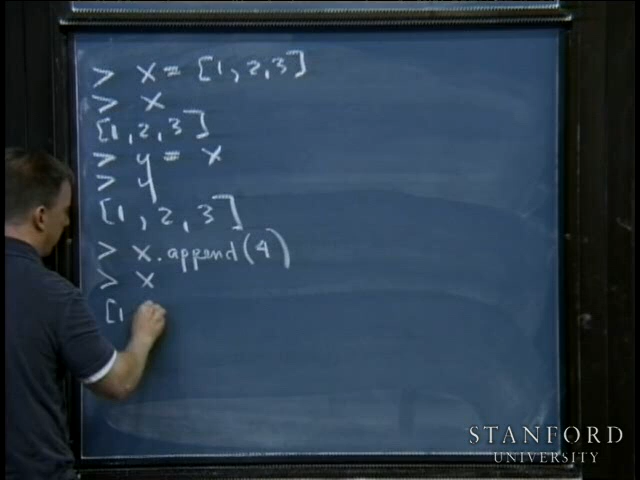 > x = [1, 2, 3]
> x
[1, 2, 3]
> y = x
> y
[1, 2, 3]
> x.append(4)
> x
[1
STANFORD
UNIVERSITY